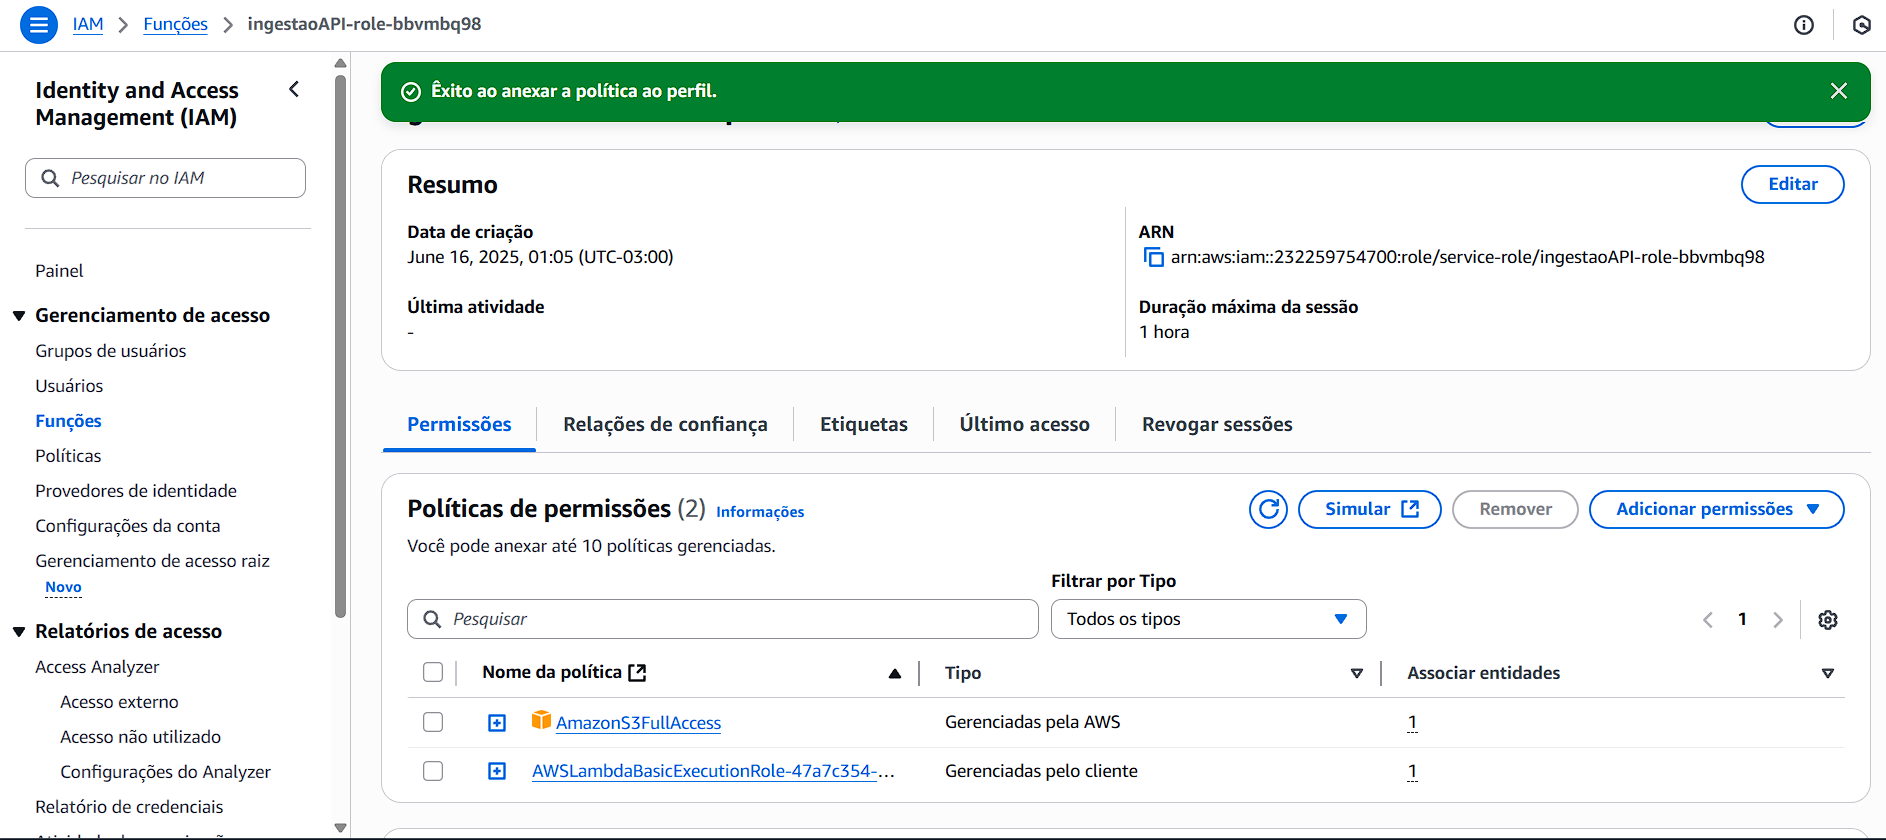 IAM > Funções > ingestaoAPI-role-bbvmbq98
Identity and Access
Management (IAM)
Pesquisar no IAM
Painel
Gerenciamento de acesso
Grupos de usuários
Usuários
Funções
Políticas
Provedores de identidade
Configurações da conta
Gerenciamento de acesso raiz
Novo
Relatórios de acesso
Access Analyzer
Acesso externo
Acesso não utilizado
Configurações do Analyzer
Relatório de credenciais
Êxito ao anexar a política ao perfil.
Resumo
Editar
Data de criação
June 16, 2025, 01:05 (UTC-03:00)
ARN
arn:aws:iam::232259754700:role/service-role/ingestaoAPI-role-bbvmbq98
Última atividade
-
Duração máxima da sessão
1 hora
Permissões
Relações de confiança
Etiquetas
Último acesso
Revogar sessões
Políticas de permissões (2) Informações
Simular
Remover
Adicionar permissões
Você pode anexar até 10 políticas gerenciadas.
Filtrar por Tipo
Pesquisar
Todos os tipos
1
Nome da política
Tipo
Associar entidades
AmazonS3FullAccess
Gerenciadas pela AWS
1
AWSLambdaBasicExecutionRole-47a7c354-...
Gerenciadas pelo cliente
1